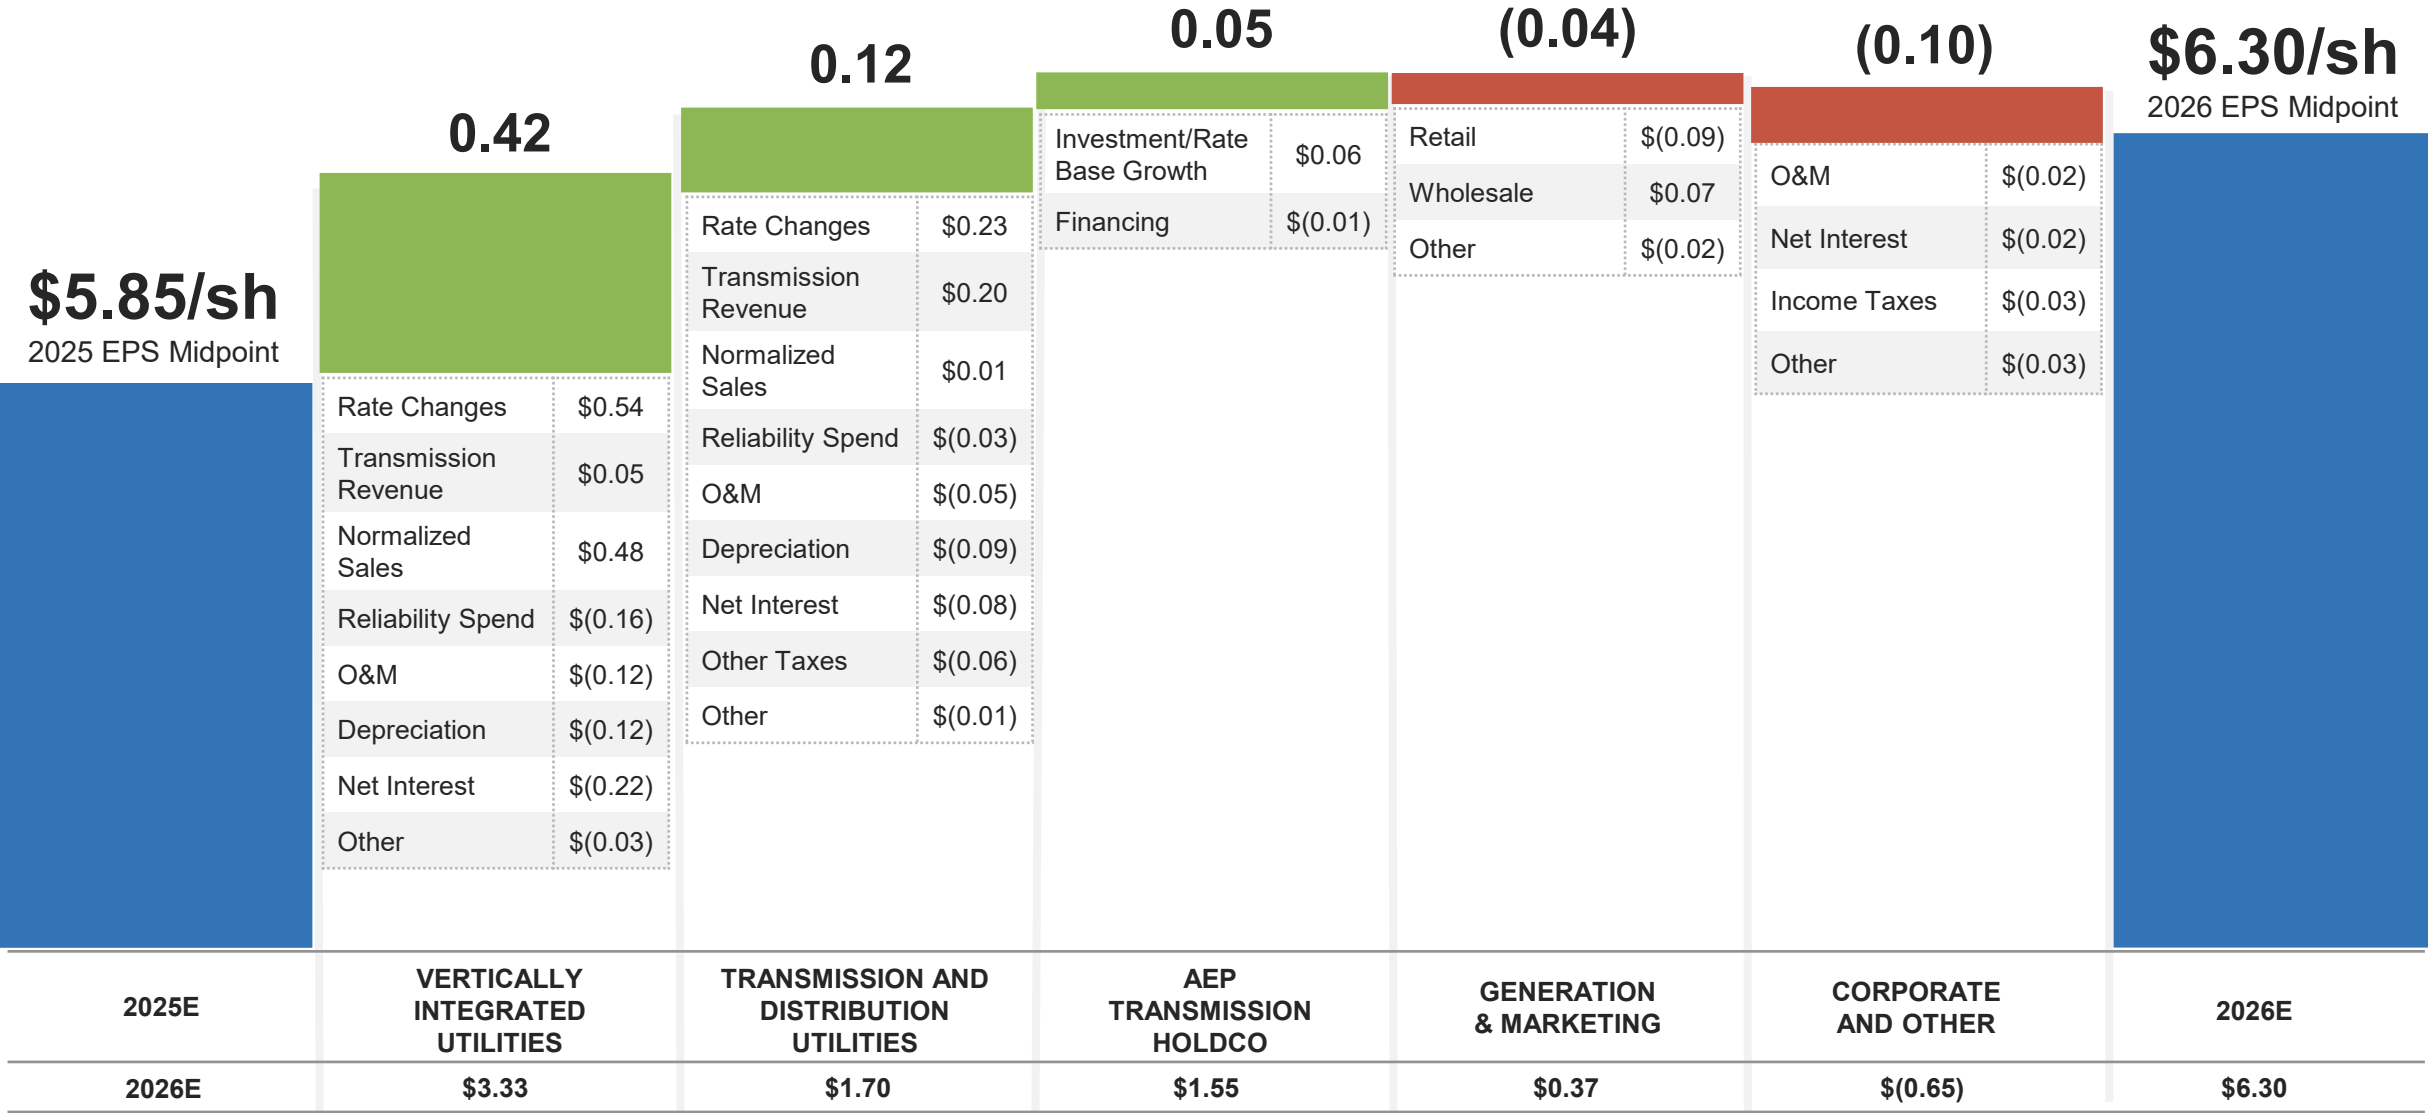 $5.85/sh
2025 EPS Midpoint
0.42
Rate Changes $0.54
Transmission
Revenue $0.05
Normalized
Sales $0.48
Reliability Spend $(0.16)
O&M $(0.12)
Depreciation $(0.12)
Net Interest $(0.22)
Other $(0.03)
0.12
Rate Changes $0.23
Transmission
Revenue $0.20
Normalized
Sales $0.01
Reliability Spend $(0.03)
O&M $(0.05)
Depreciation $(0.09)
Net Interest $(0.08)
Other Taxes $(0.06)
Other $(0.01)
0.05
Investment/Rate
Base Growth $0.06
Financing $(0.01)
(0.04)
Retail $(0.09)
Wholesale $0.07
Other $(0.02)
(0.10)
O&M $(0.02)
Net Interest $(0.02)
Income Taxes $(0.03)
Other $(0.03)
$6.30/sh
2026 EPS Midpoint
2025E
VERTICALLY
INTEGRATED
UTILITIES
TRANSMISSION AND
DISTRIBUTION
UTILITIES
AEP
TRANSMISSION
HOLDCO
GENERATION
& MARKETING
CORPORATE
AND OTHER
2026E
2026E $3.33 $1.70 $1.55 $0.37 $(0.65) $6.30